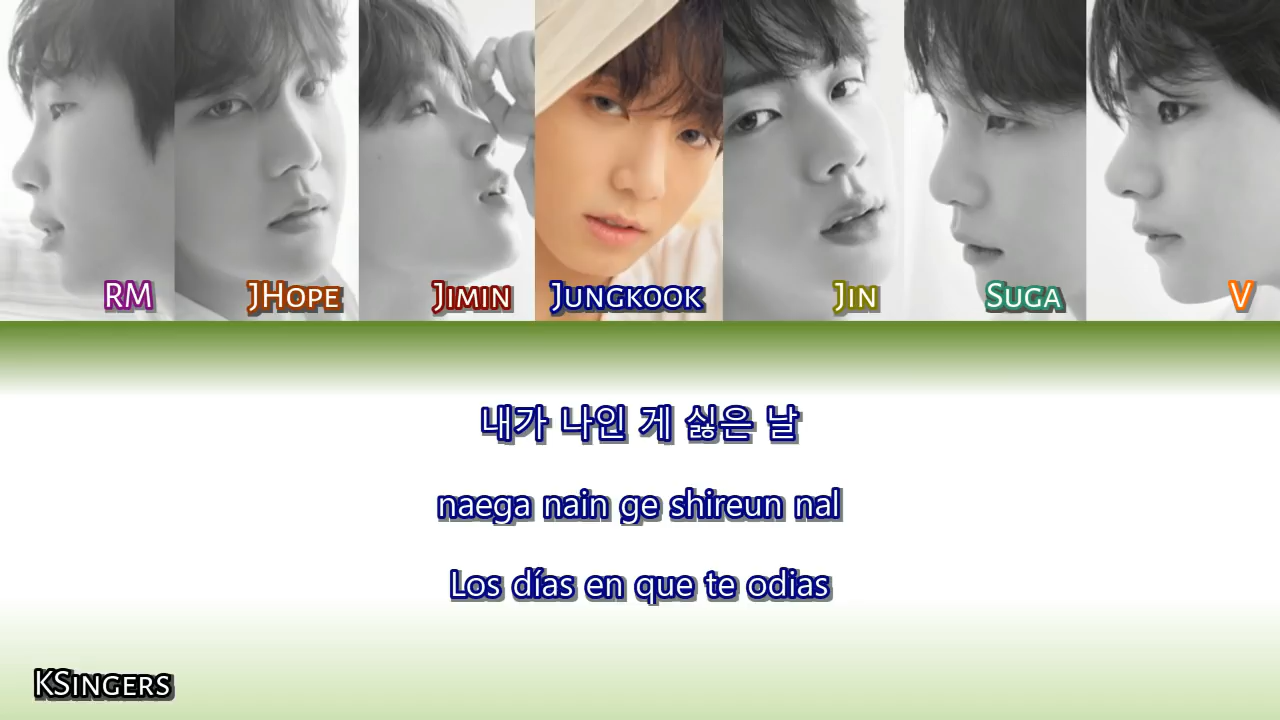 RM JHope Jimin Jungkook Jin Suga V
내가 나인 게 싫은 날
naega nain ge shireun nal
Los días en que te odias
KSingers